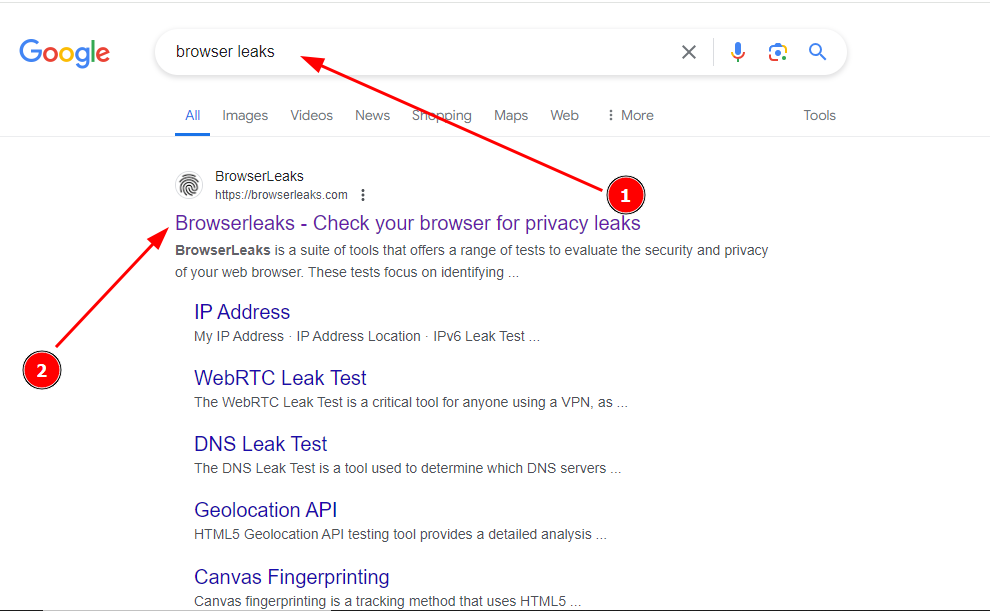 Google
browser leaks
All Images Videos News Shopping Maps Web More Tools
BrowserLeaks
https://browserleaks.com
1
Browserleaks - Check your browser for privacy leaks
BrowserLeaks is a suite of tools that offers a range of tests to evaluate the security and privacy
of your web browser. These tests focus on identifying ...
IP Address
My IP Address · IP Address Location · IPv6 Leak Test ...
2
WebRTC Leak Test
The WebRTC Leak Test is a critical tool for anyone using a VPN, as ...
DNS Leak Test
The DNS Leak Test is a tool used to determine which DNS servers ...
Geolocation API
HTML5 Geolocation API testing tool provides a detailed analysis ...
Canvas Fingerprinting
Canvas fingerprinting is a tracking method that uses HTML5 ...